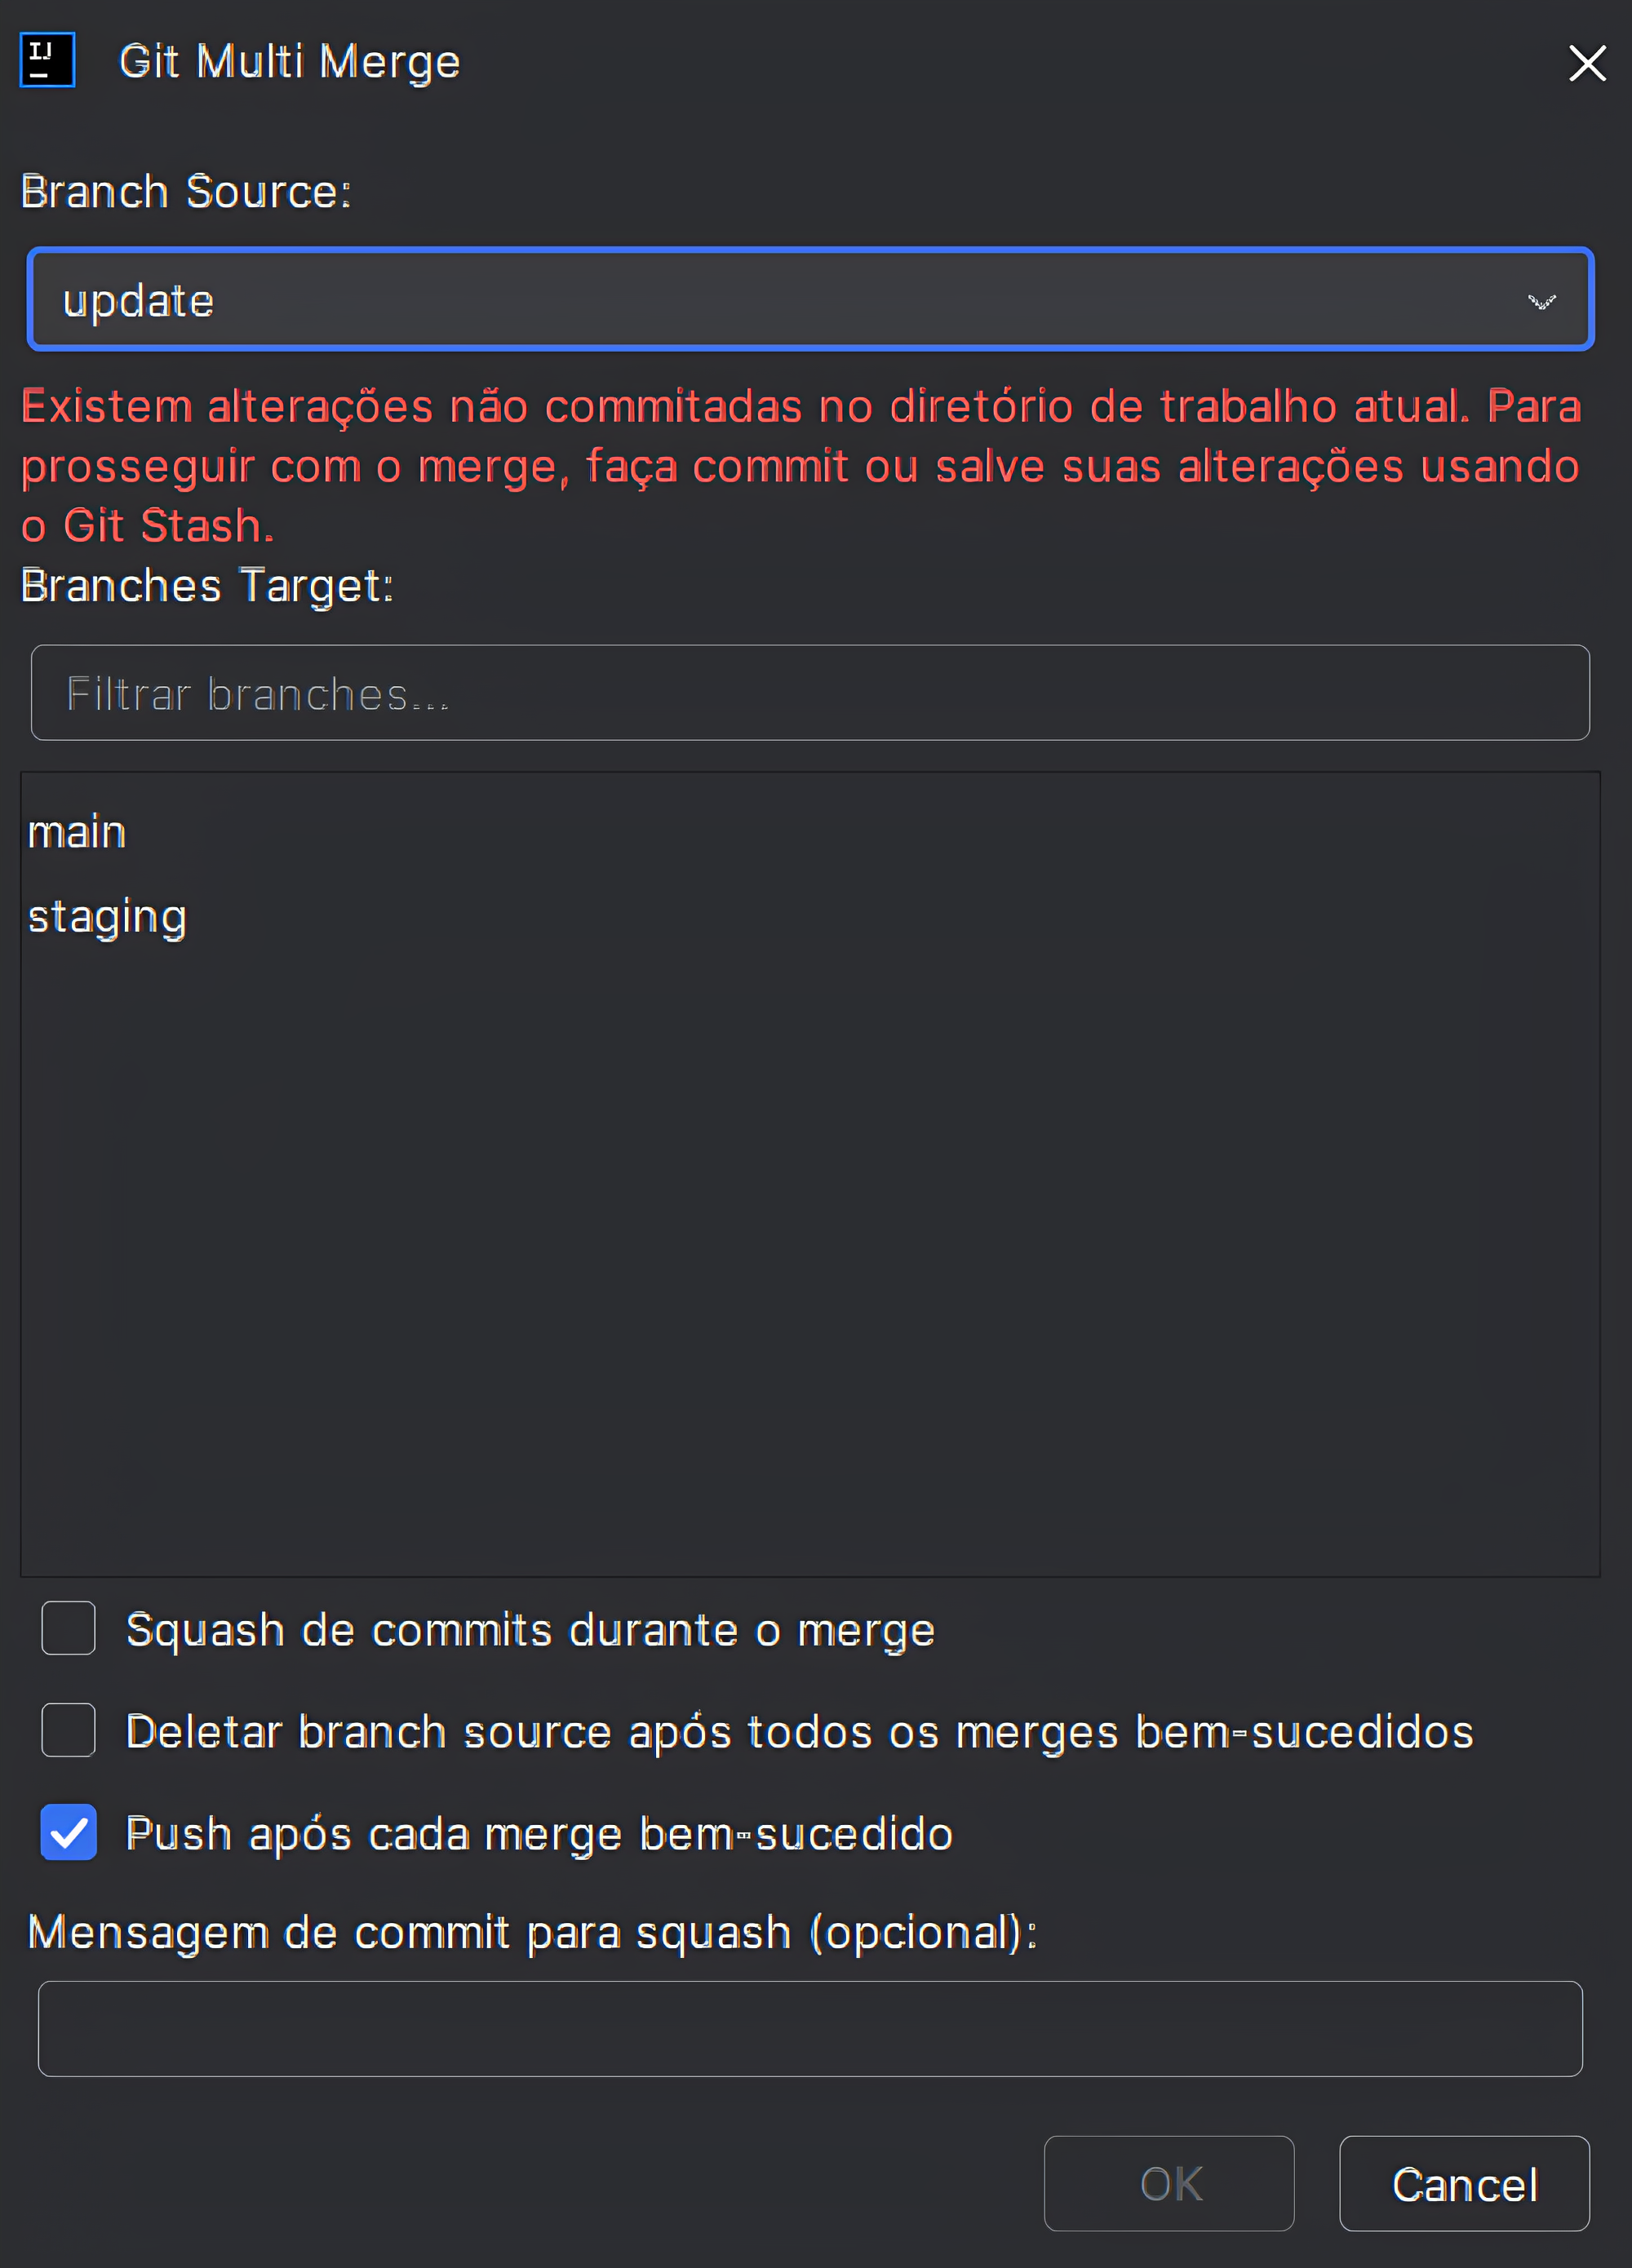 IJ
Git Multi Merge
Branch Source:
update
Existem alterações não commitadas no diretório de trabalho atual. Para
prosseguir com o merge, faça commit ou salve suas alterações usando
o Git Stash.
Branches Target:
Filtrar branches...
main
staging
Squash de commits durante o merge
Deletar branch source após todos os merges bem-sucedidos
Push após cada merge bem-sucedido
Mensagem de commit para squash (opcional):
OK
Cancel